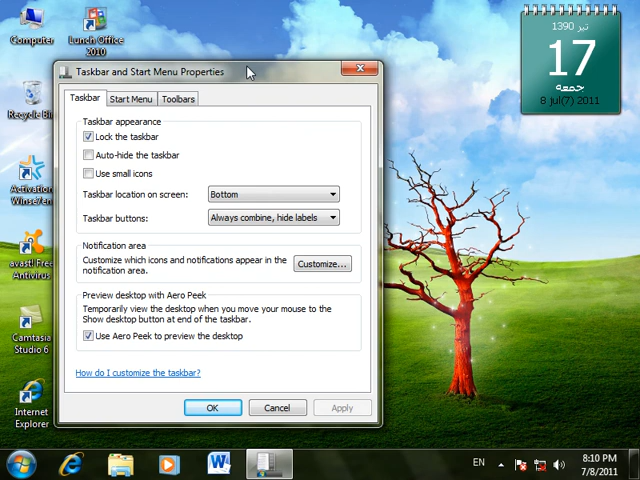 Computer
Lunch Office
2010
Recycle Bin
Activation
Winse7en
avast! Free
Antivirus
Camtasia
Studio 6
Internet
Explorer
Taskbar and Start Menu Properties
Taskbar
Start Menu
Toolbars
Taskbar appearance
Lock the taskbar
Auto-hide the taskbar
Use small icons
Taskbar location on screen:
Bottom
Taskbar buttons:
Always combine, hide labels
Notification area
Customize which icons and notifications appear in the
notification area.
Customize...
Preview desktop with Aero Peek
Temporarily view the desktop when you move your mouse to the
Show desktop button at end of the taskbar.
Use Aero Peek to preview the desktop
How do I customize the taskbar?
OK
Cancel
Apply
تیر 1390
17
جمعه
8 jul(7) 2011
EN
8:10 PM
7/8/2011